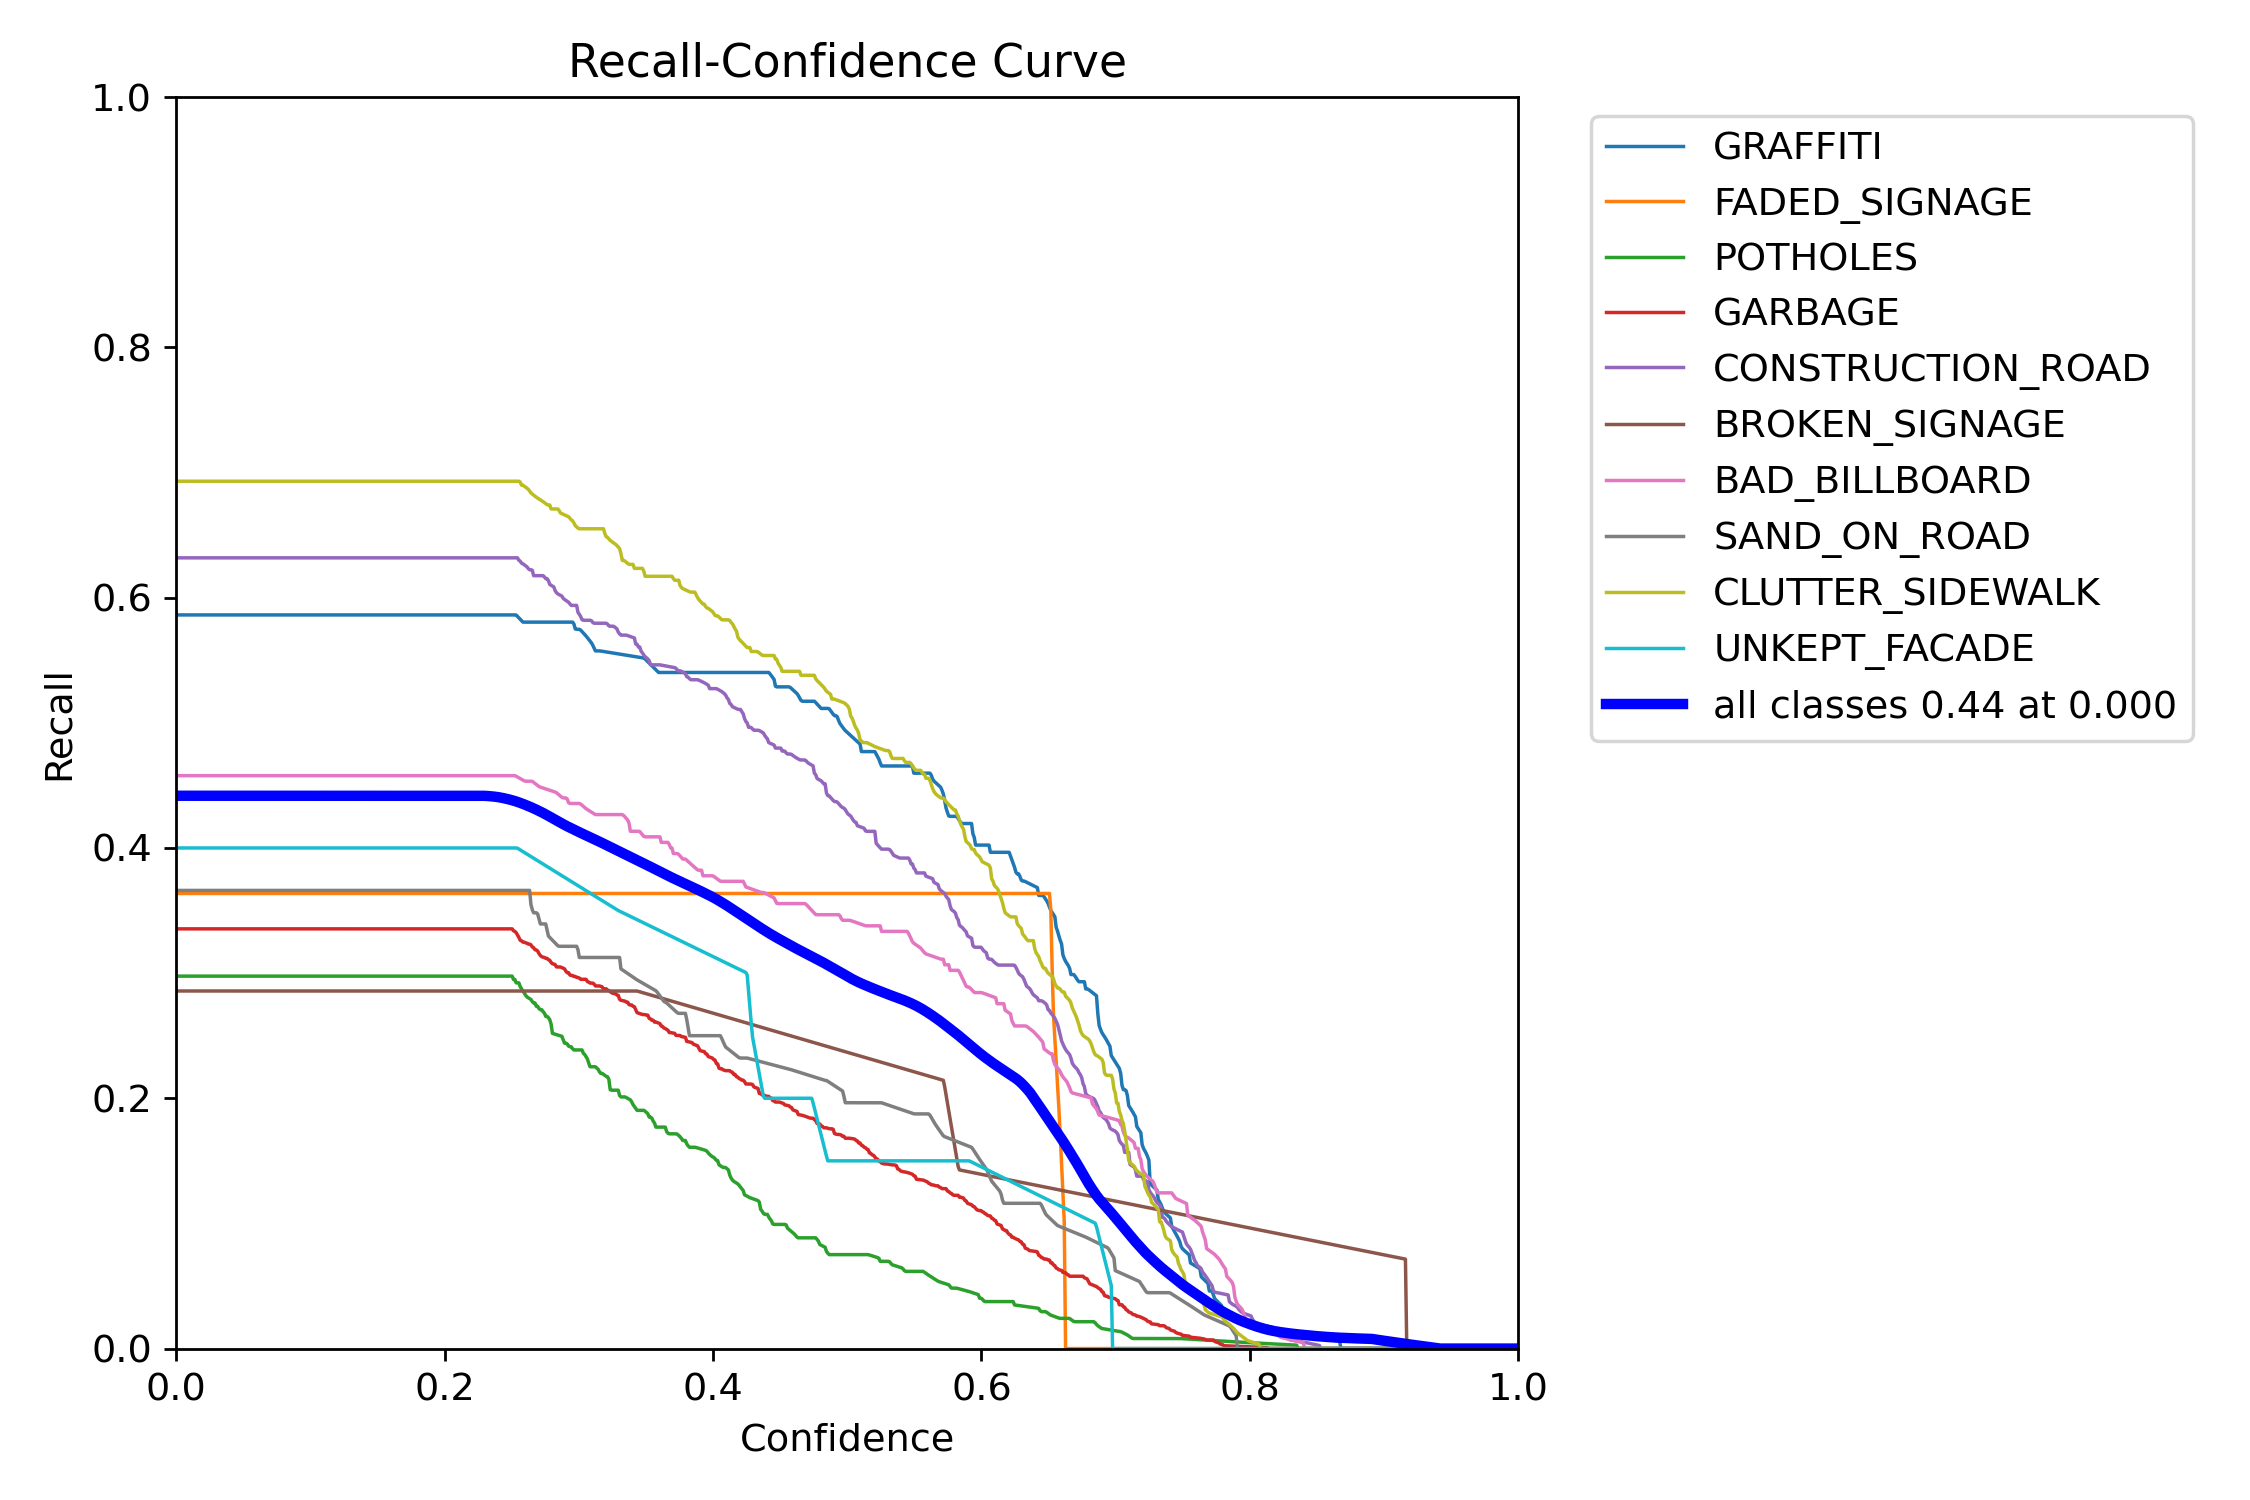 Recall-Confidence Curve
1.0
0.8
0.6
0.4
0.2
0.0
Recall
0.0 0.2 0.4 0.6 0.8 1.0
Confidence
GRAFFITI
FADED_SIGNAGE
POTHOLES
GARBAGE
CONSTRUCTION_ROAD
BROKEN_SIGNAGE
BAD_BILLBOARD
SAND_ON_ROAD
CLUTTER_SIDEWALK
UNKEPT_FACADE
all classes 0.44 at 0.000